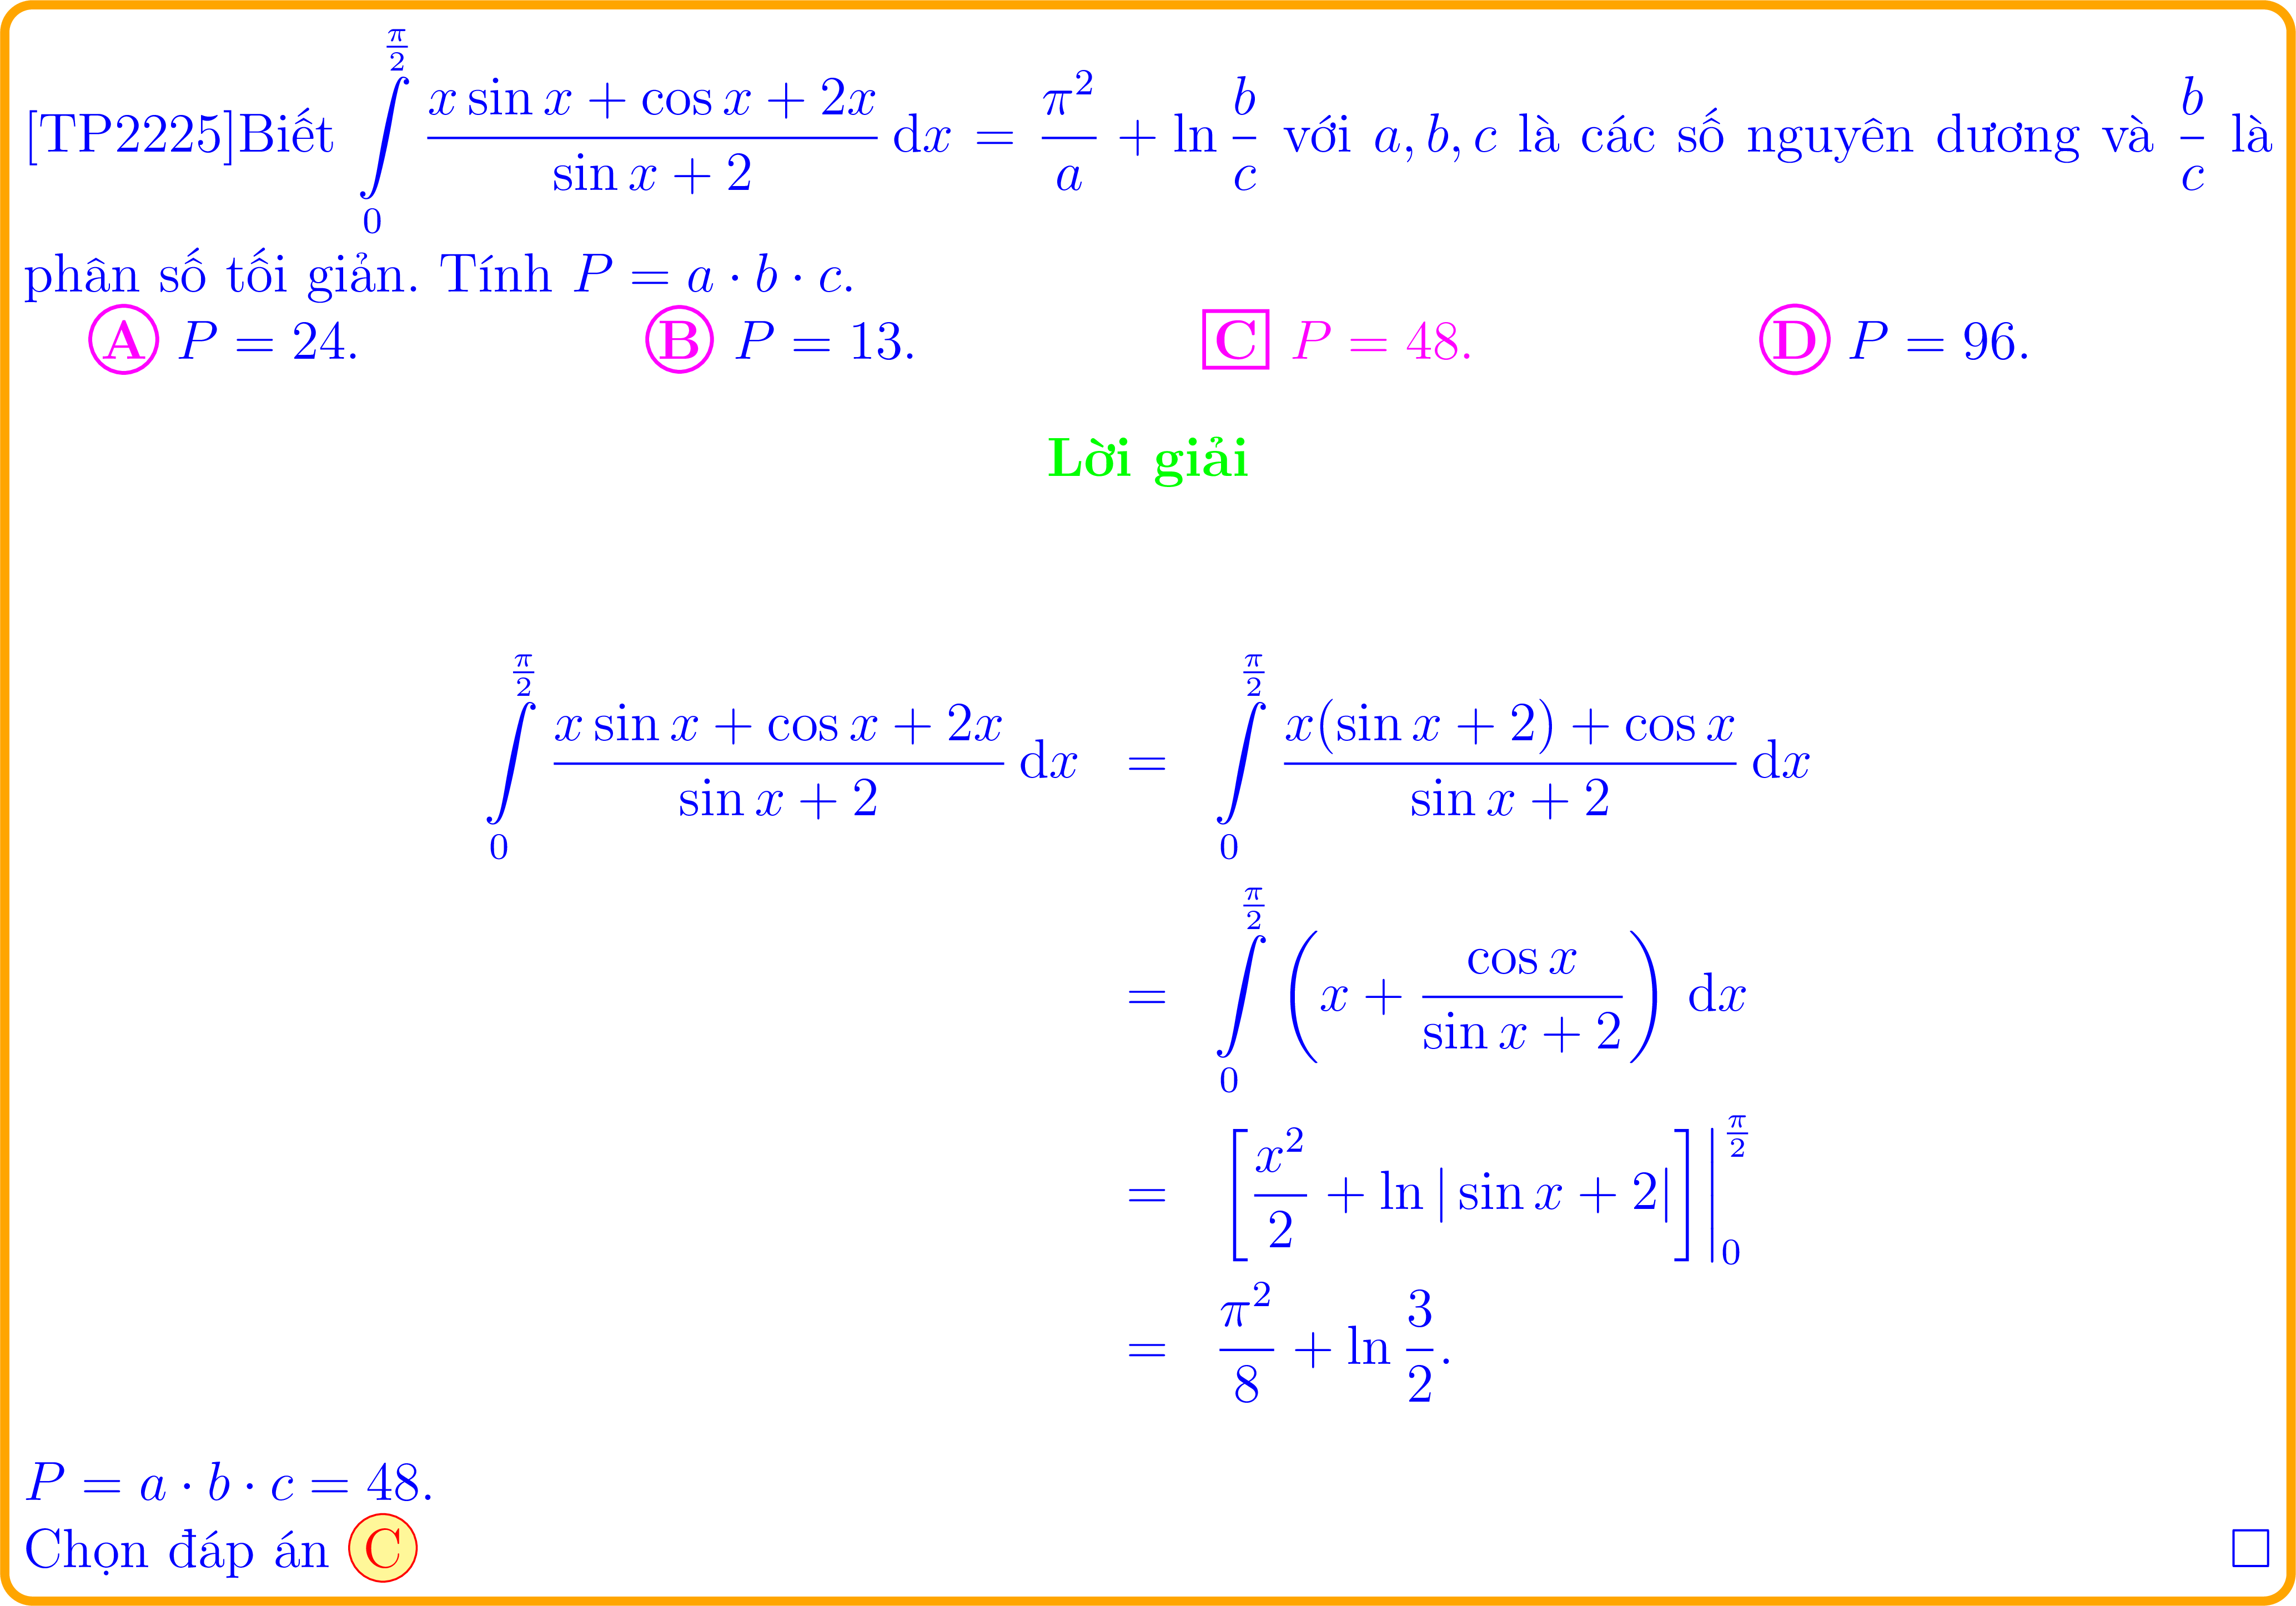 [TP2225]Biết $\int\limits_{0}^{\frac{\pi}{2}} \frac{x \sin x + \cos x + 2x}{\sin x + 2} \, \mathrm{d}x = \frac{\pi^2}{a} + \ln \frac{b}{c}$ với $a, b, c$ là các số nguyên dương và $\frac{b}{c}$ là
phân số tối giản. Tính $P = a \cdot b \cdot c$.
A $P = 24$. B $P = 13$. C $P = 48$. D $P = 96$.
Lời giải
$\int\limits_{0}^{\frac{\pi}{2}} \frac{x \sin x + \cos x + 2x}{\sin x + 2} \, \mathrm{d}x = \int\limits_{0}^{\frac{\pi}{2}} \frac{x(\sin x + 2) + \cos x}{\sin x + 2} \, \mathrm{d}x$
$= \int\limits_{0}^{\frac{\pi}{2}} \left( x + \frac{\cos x}{\sin x + 2} \right) \, \mathrm{d}x$
$= \left[ \frac{x^2}{2} + \ln | \sin x + 2 | \right] \Big|_{0}^{\frac{\pi}{2}}$
$= \frac{\pi^2}{8} + \ln \frac{3}{2}.$
$P = a \cdot b \cdot c = 48$.
Chọn đáp án C □